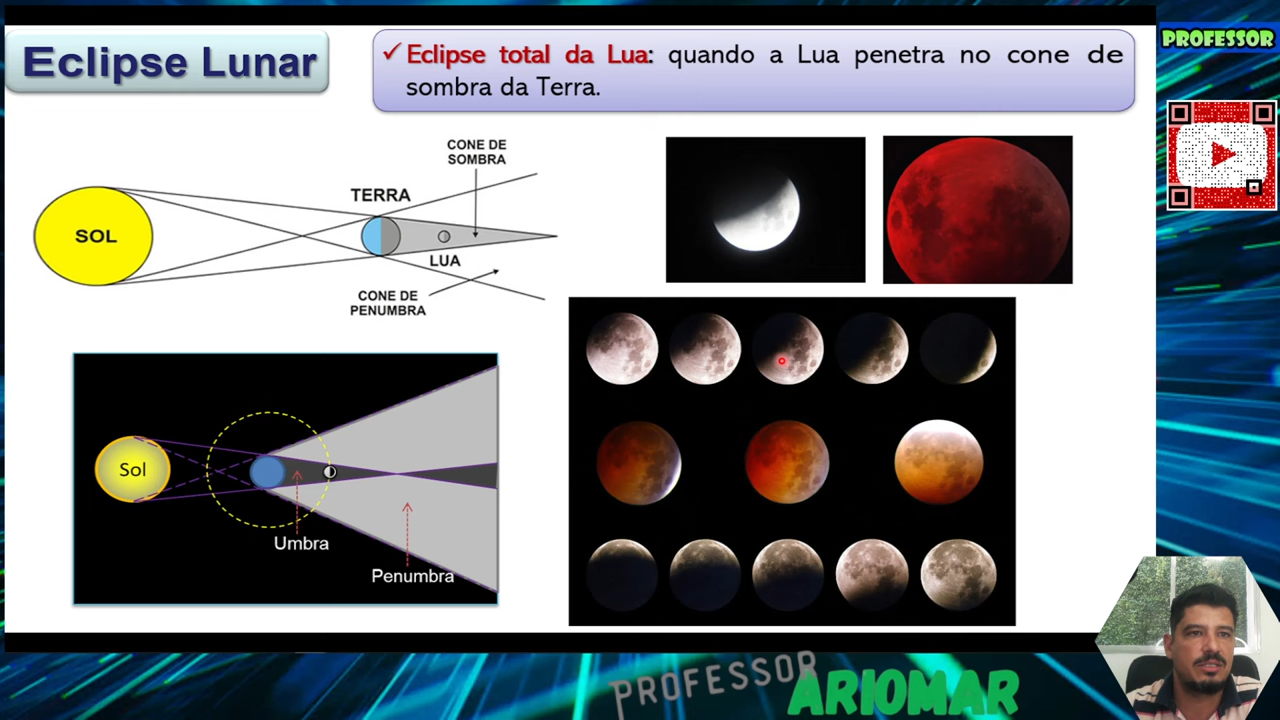 Eclipse Lunar
✓ Eclipse total da Lua: quando a Lua penetra no cone de
sombra da Terra.
PROFESSOR
CONE DE
SOMBRA
TERRA
SOL
LUA
CONE DE
PENUMBRA
Sol
Umbra
Penumbra
PROFESSOR
ARIOMAR